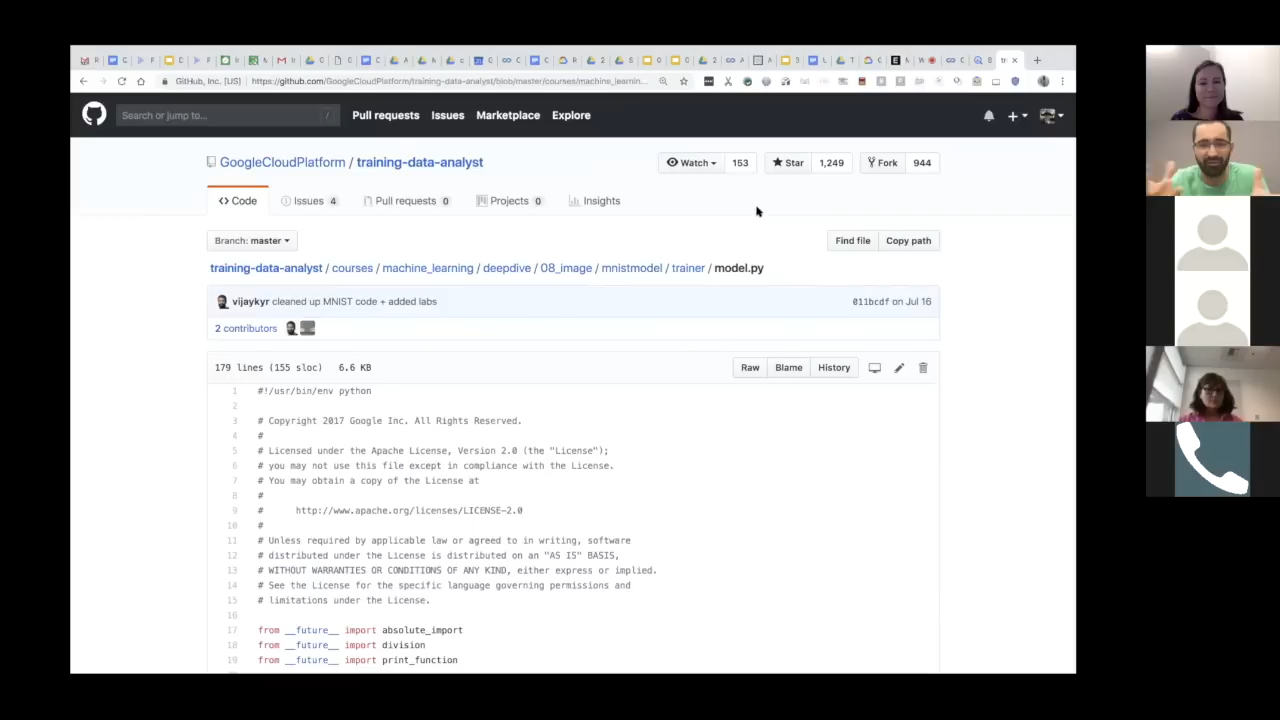 GitHub, Inc. [US]
https://github.com/GoogleCloudPlatform/training-data-analyst/blob/master/courses/machine_learnin...
Search or jump to...
/
Pull requests
Issues
Marketplace
Explore
GoogleCloudPlatform / training-data-analyst
Watch 153
Star 1,249
Fork 944
Code
Issues 4
Pull requests 0
Projects 0
Insights
Branch: master
Find file
Copy path
training-data-analyst / courses / machine_learning / deepdive / 08_image / mnistmodel / trainer / model.py
vijaykyr cleaned up MNIST code + added labs
011bcdf on Jul 16
2 contributors
179 lines (155 sloc) 6.6 KB
Raw
Blame
History
1 #!/usr/bin/env python
2
3 # Copyright 2017 Google Inc. All Rights Reserved.
4 #
5 # Licensed under the Apache License, Version 2.0 (the "License");
6 # you may not use this file except in compliance with the License.
7 # You may obtain a copy of the License at
8 #
9 # http://www.apache.org/licenses/LICENSE-2.0
10 #
11 # Unless required by applicable law or agreed to in writing, software
12 # distributed under the License is distributed on an "AS IS" BASIS,
13 # WITHOUT WARRANTIES OR CONDITIONS OF ANY KIND, either express or implied.
14 # See the License for the specific language governing permissions and
15 # limitations under the License.
16
17 from __future__ import absolute_import
18 from __future__ import division
19 from __future__ import print_function